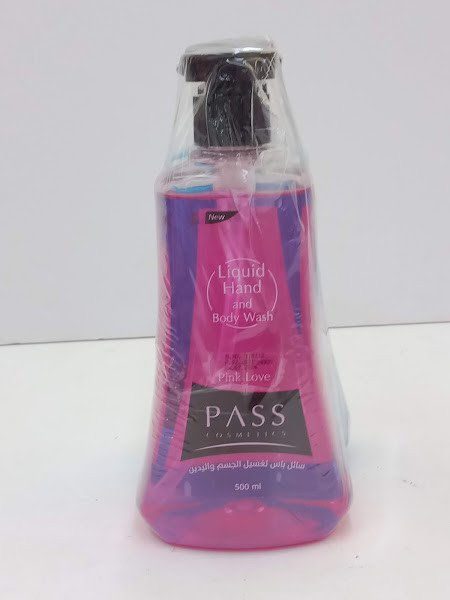 New
Liquid
Hand
and
Body Wash
Pink Love
PASS
COSMETICS
سائل باس لغسيل الجسم واليدين
500 ml